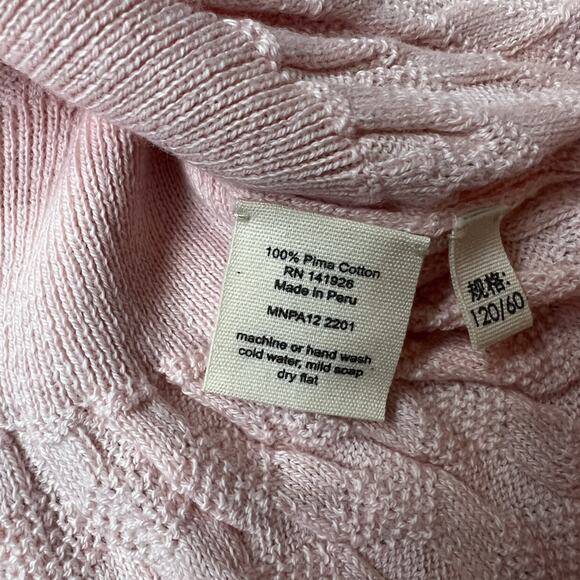 100% Pima Cotton
RN 141926
Made in Peru
MNPA12 2201
machine or hand wash
cold water, mild soap
dry flat
规格:
120/60